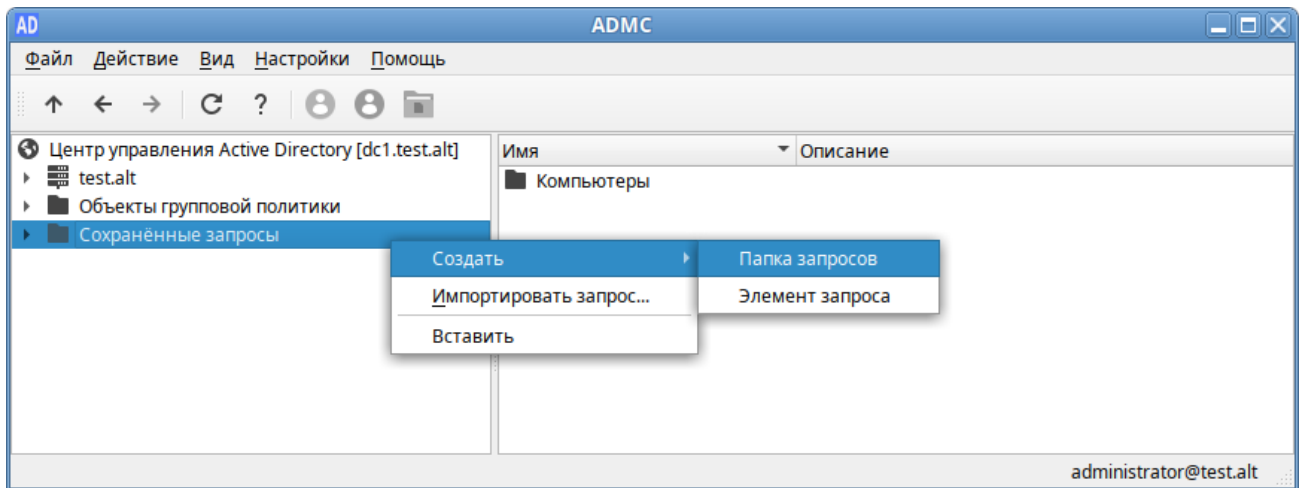 AD ADMC
Файл Действие Вид Настройки Помощь
?
Центр управления Active Directory [dc1.test.alt]
Имя Описание
test.alt
Компьютеры
Объекты групповой политики
Сохранённые запросы
Создать Папка запросов
Импортировать запрос... Элемент запроса
Вставить
administrator@test.alt